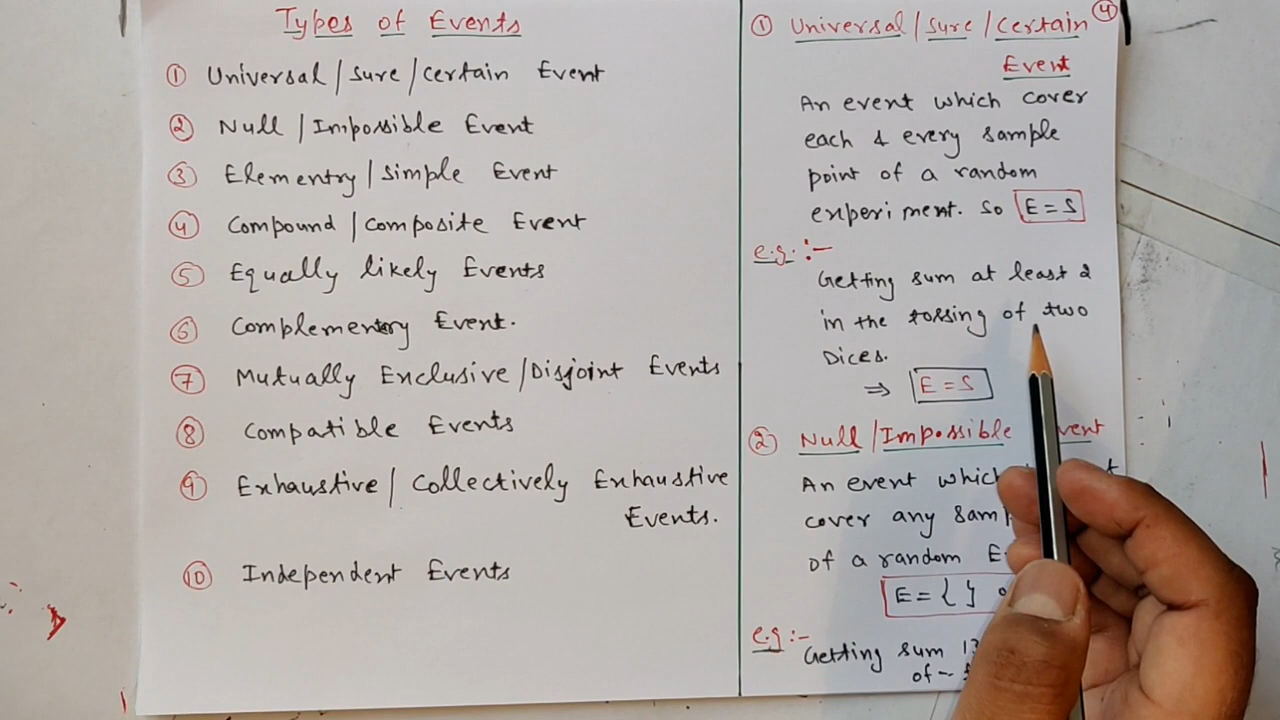 Types of Events
① Universal/Sure/Certain Event
② Null/Impossible Event
③ Elementry/Simple Event
④ Compound/Composite Event
⑤ Equally likely Events
⑥ Complementry Event.
⑦ Mutually Exclusive/Disjoint Events
⑧ Compatible Events
⑨ Exhaustive/Collectively Exhaustive
Events.
⑩ Independent Events
④
① Universal/Sure/Certain
Event
An event which cover
each & every sample
point of a random
experiment. So E=S
e.g.:-
Getting sum at least 2
in the tossing of two
Dices.
⇒ E=S
② Null/Impossible Event
An event which
cover any
of a random
E={ }
e.g:-
Getting sum
of-